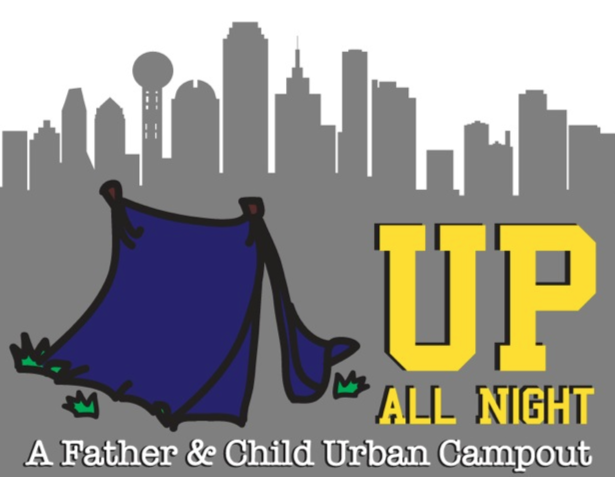 UP
ALL NIGHT
A Father & Child Urban Campout